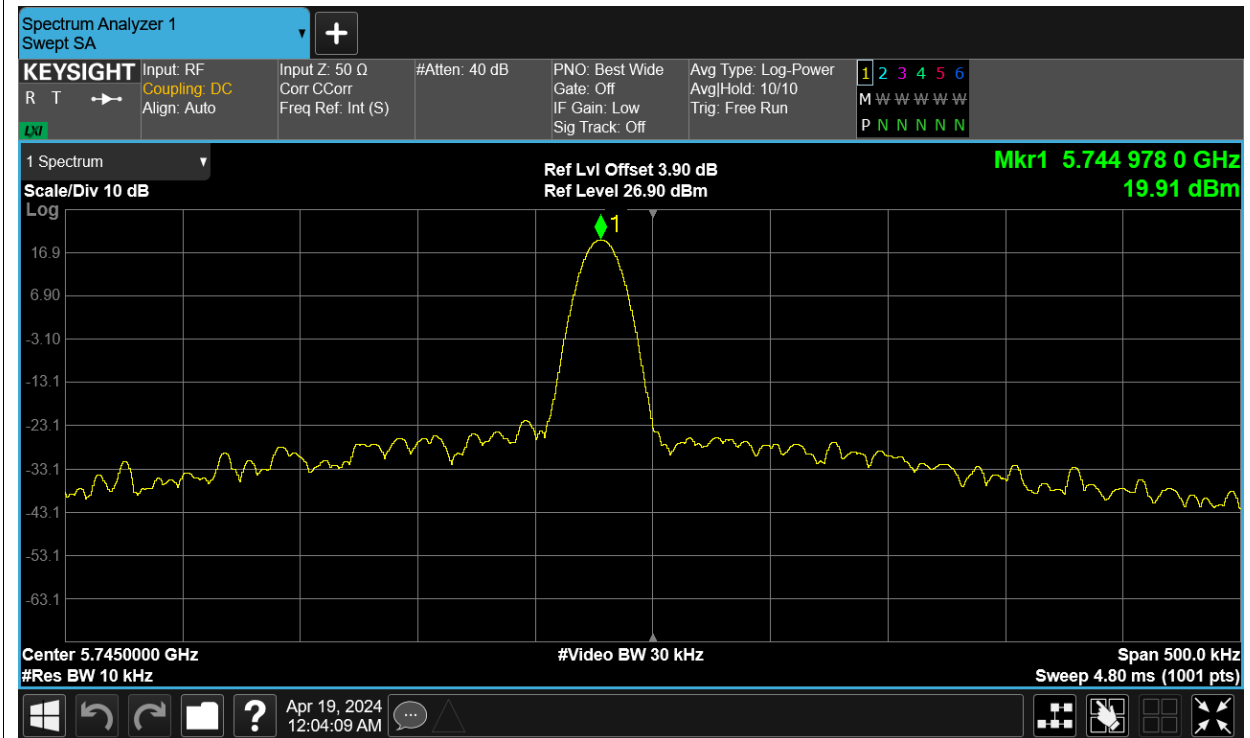 Spectrum Analyzer 1
Swept SA
KEYSIGHT
R T
LXI
Input: RF
Coupling: DC
Align: Auto
Input Z: 50 Ω
Corr CCorr
Freq Ref: Int (S)
#Atten: 40 dB
PNO: Best Wide
Gate: Off
IF Gain: Low
Sig Track: Off
Avg Type: Log-Power
Avg|Hold: 10/10
Trig: Free Run
1 2 3 4 5 6
M W W W W W
P N N N N N
1 Spectrum
Scale/Div 10 dB
Log
Ref Lvl Offset 3.90 dB
Ref Level 26.90 dBm
Mkr1 5.744 978 0 GHz
19.91 dBm
1
16.9
6.90
-3.10
-13.1
-23.1
-33.1
-43.1
-53.1
-63.1
Center 5.7450000 GHz
#Res BW 10 kHz
#Video BW 30 kHz
Span 500.0 kHz
Sweep 4.80 ms (1001 pts)
?
Apr 19, 2024
12:04:09 AM